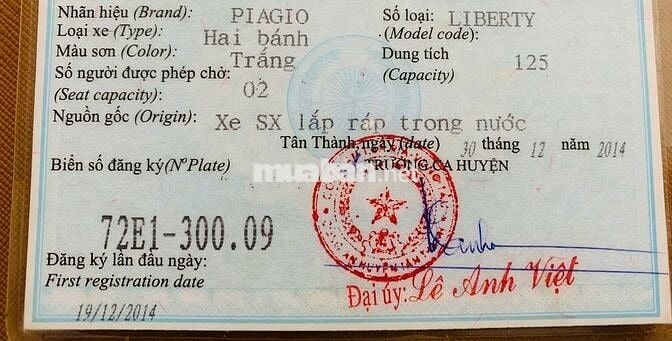 Nhãn hiệu (Brand): PIAGIO Số loại: LIBERTY
Loại xe (Type): Hai bánh (Model code):
Màu sơn (Color): Trắng Dung tích 125
Số người được phép chở: 02 (Capacity)
(Seat capacity)
Nguồn gốc (Origin): Xe SX lắp ráp trong nước
Tân Thành, ngày (date) 30 tháng 12 năm 2014
Biển số đăng ký (NºPlate) TRƯỞNG CA HUYỆN
muaban.net
72E1-300.09
Đăng ký lần đầu ngày:
First registration date
19/12/2014
Đại úy: Lê Anh Việt